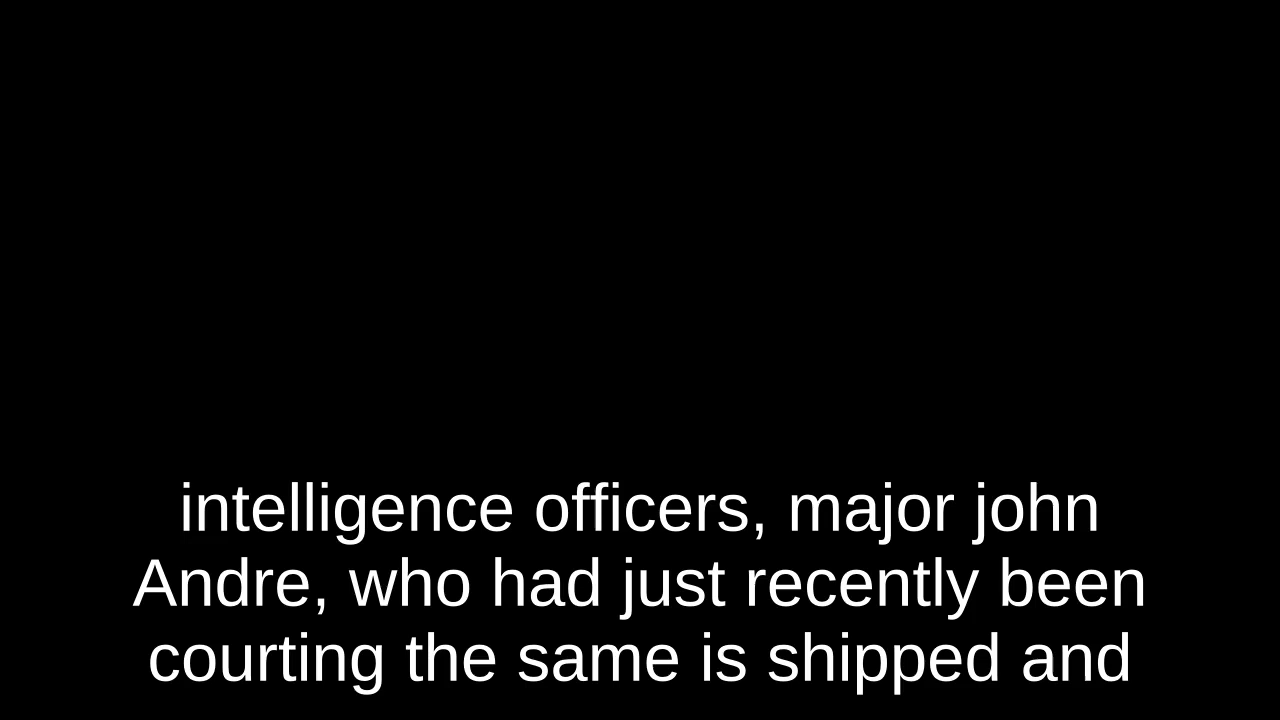 intelligence officers, major john
Andre, who had just recently been
courting the same is shipped and